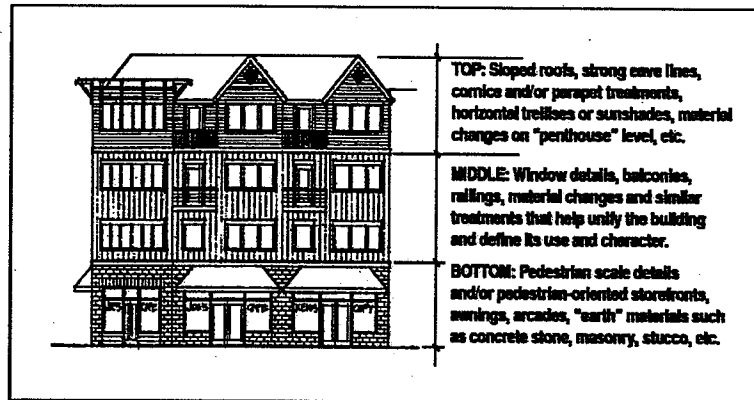 TOP: Sloped roofs, strong eave lines,
cornice and/or parapet treatments,
horizontal trellises or sunshades, material
changes on "penthouse" level, etc.
MIDDLE: Window details, balconies,
railings, material changes and similar
treatments that help unify the building
and define its use and character.
BOTTOM: Pedestrian scale details
and/or pedestrian-oriented storefronts,
awnings, arcades, "earth" materials such
as concrete stone, masonry, stucco, etc.